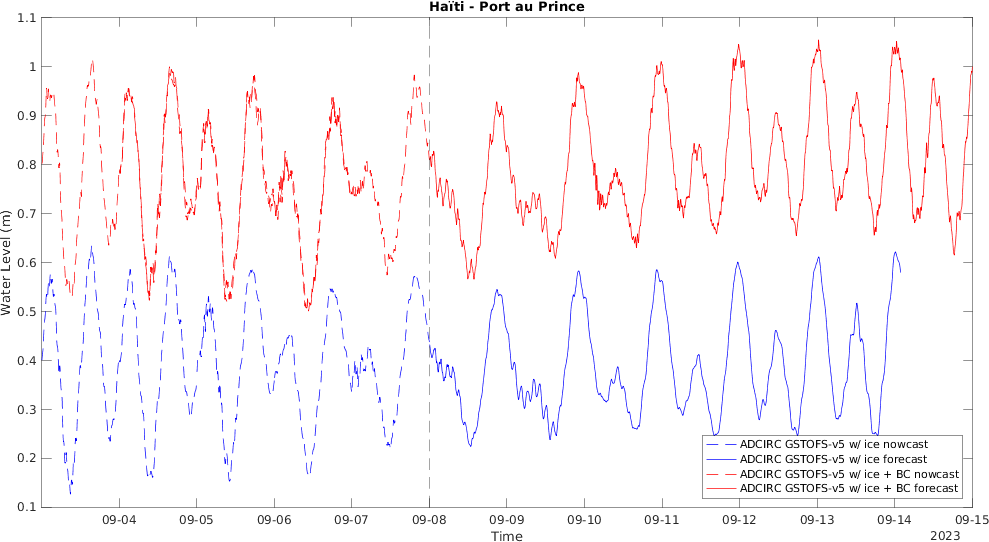 Haïti - Port au Prince
1.1
1
0.9
0.8
0.7
0.6
0.5
0.4
0.3
0.2
0.1
Water Level (m)
ADCIRC GSTOFS-v5 w/ ice nowcast
ADCIRC GSTOFS-v5 w/ ice forecast
ADCIRC GSTOFS-v5 w/ ice + BC nowcast
ADCIRC GSTOFS-v5 w/ ice + BC forecast
09-04 09-05 09-06 09-07 09-08 09-09 09-10 09-11 09-12 09-13 09-14 09-15
Time
2023